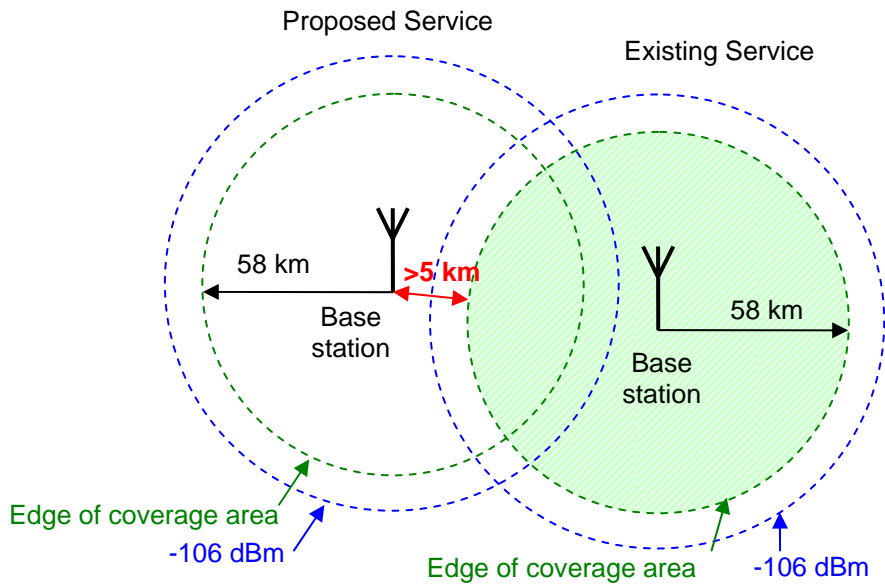 Proposed Service
Existing Service
58 km
>5 km
Base
station
58 km
Base
station
Edge of coverage area
-106 dBm
Edge of coverage area
-106 dBm